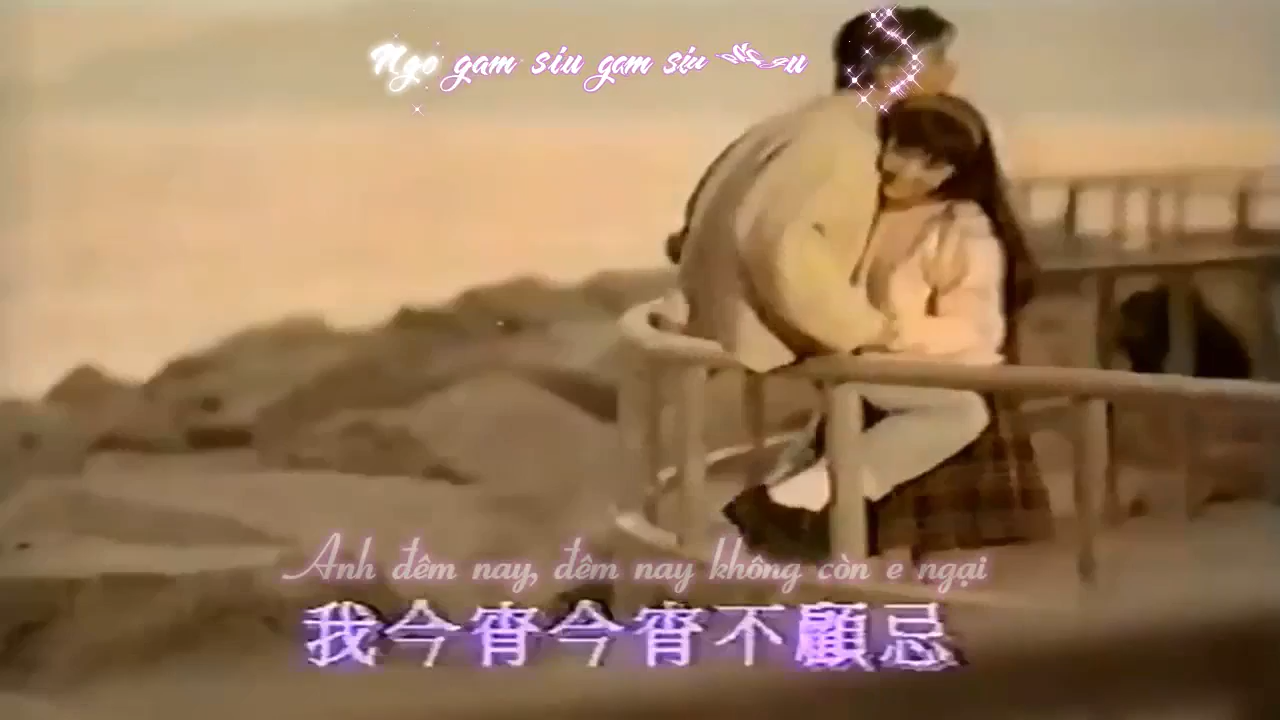 Ngo gam siu gam siu
Anh đêm nay, đêm nay không còn e ngại
我今宵今宵不顧忌